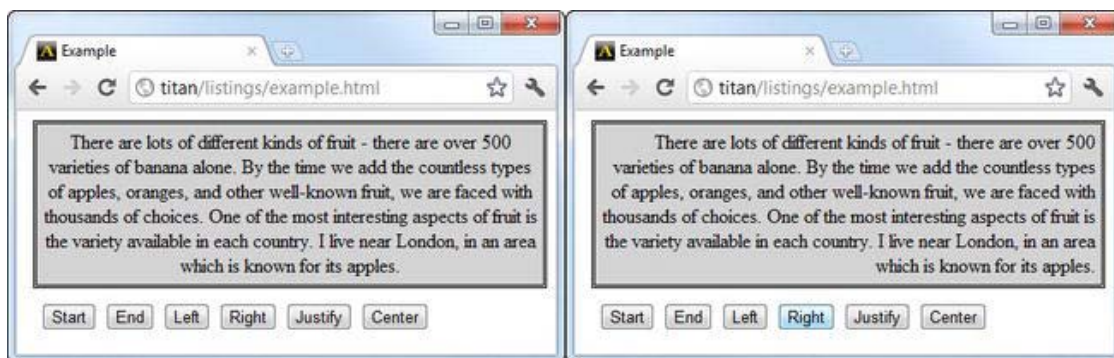 Example
titan/listings/example.html
There are lots of different kinds of fruit - there are over 500
varieties of banana alone. By the time we add the countless types
of apples, oranges, and other well-known fruit, we are faced with
thousands of choices. One of the most interesting aspects of fruit is
the variety available in each country. I live near London, in an area
which is known for its apples.
Start End Left Right Justify Center
Example
titan/listings/example.html
There are lots of different kinds of fruit - there are over 500
varieties of banana alone. By the time we add the countless types
of apples, oranges, and other well-known fruit, we are faced with
thousands of choices. One of the most interesting aspects of fruit is
the variety available in each country. I live near London, in an area
which is known for its apples.
Start End Left Right Justify Center